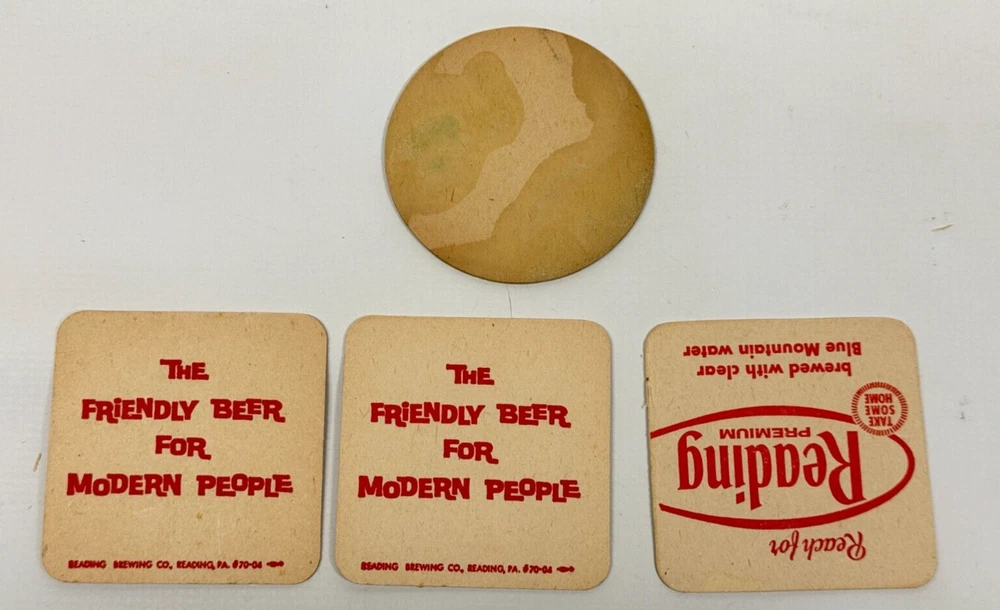 THE
FRIENDLY BEER
FOR
MODERN PEOPLE
READING BREWING CO., READING, PA. #70-04
THE
FRIENDLY BEER
FOR
MODERN PEOPLE
READING BREWING CO., READING, PA. #70-04
Reach for
Reading
PREMIUM
TAKE
SOME
HOME
brewed with clear
Blue Mountain water